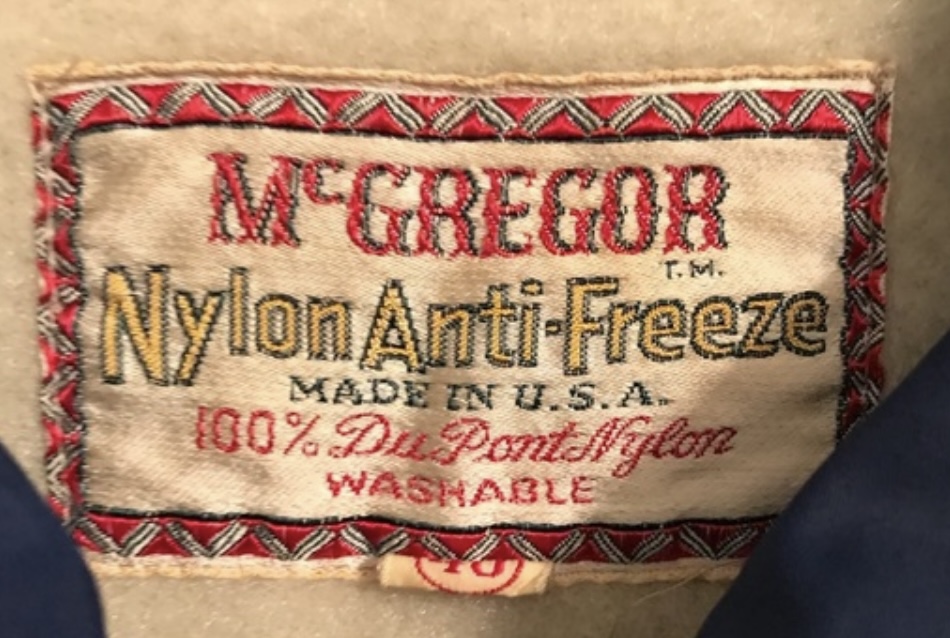 McGREGOR
T.M.
Nylon Anti-Freeze
MADE IN U.S.A.
100% DuPont Nylon
WASHABLE